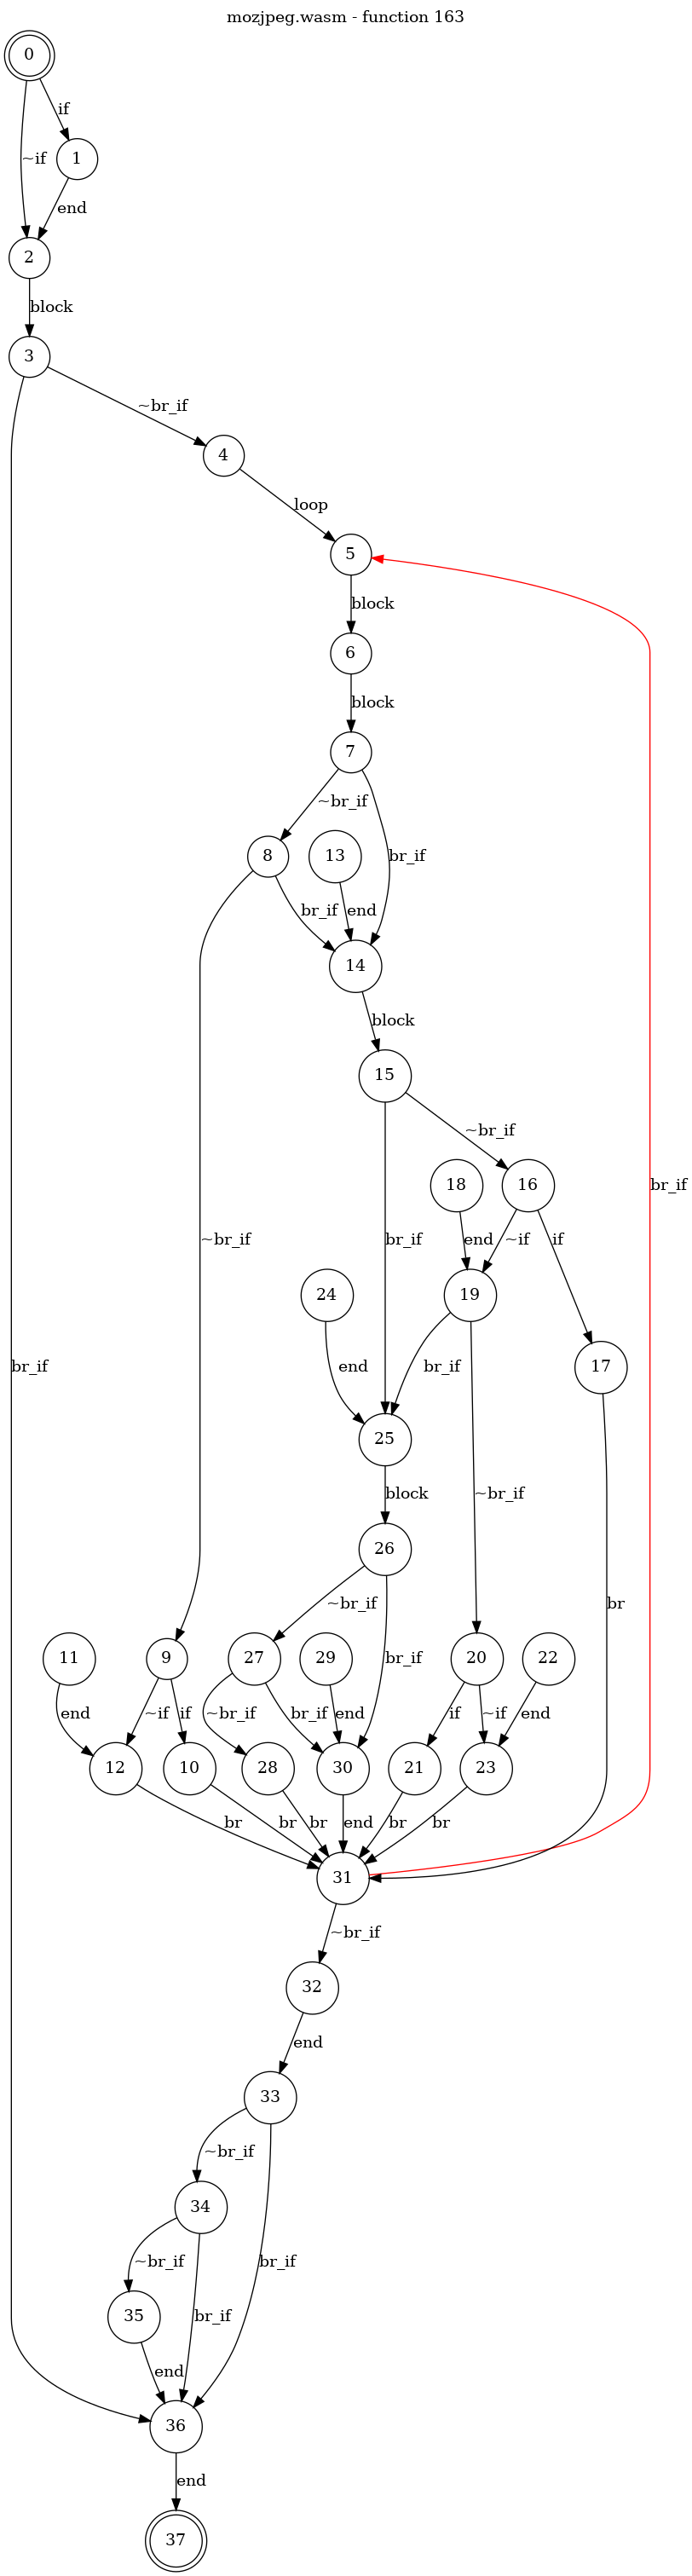 mozjpeg.wasm - function 163
0
if
~if
1
end
2
block
3
~br_if
4
loop
5
block
6
block
7
~br_if
8
13
br_if
br_if
end
14
block
15
~br_if
18
16
br_if
~br_if
br_if
end
~if
if
24
19
br_if
17
end
br_if
25
block
~br_if
26
~br_if
br
br_if
11
9
27
29
20
22
end
~if
if
~br_if
br_if
end
if
~if
end
12
10
28
30
21
23
br
br
br
end
br
br
31
~br_if
32
end
33
~br_if
34
~br_if
br_if
35
br_if
end
36
end
37